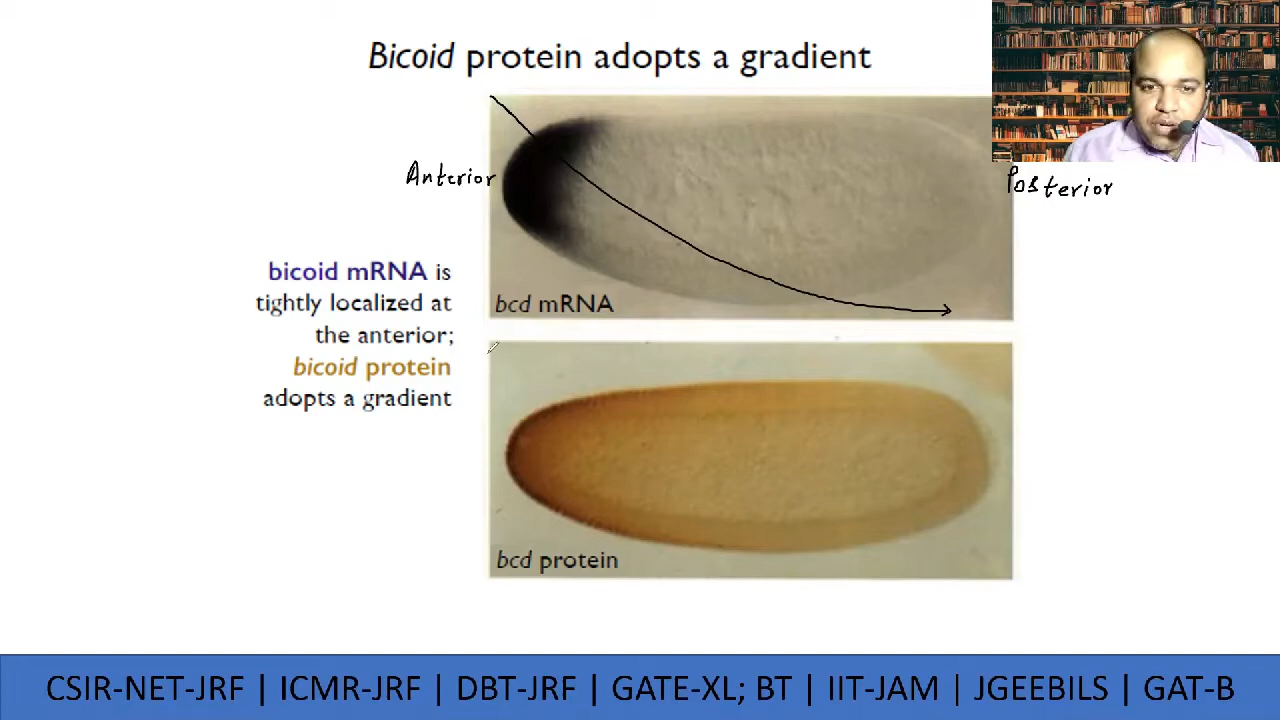 Bicoid protein adopts a gradient
Anterior
Posterior
bicoid mRNA is
tightly localized at
the anterior;
bicoid protein
adopts a gradient
bcd mRNA
bcd protein
CSIR-NET-JRF | ICMR-JRF | DBT-JRF | GATE-XL; BT | IIT-JAM | JGEEBILS | GAT-B